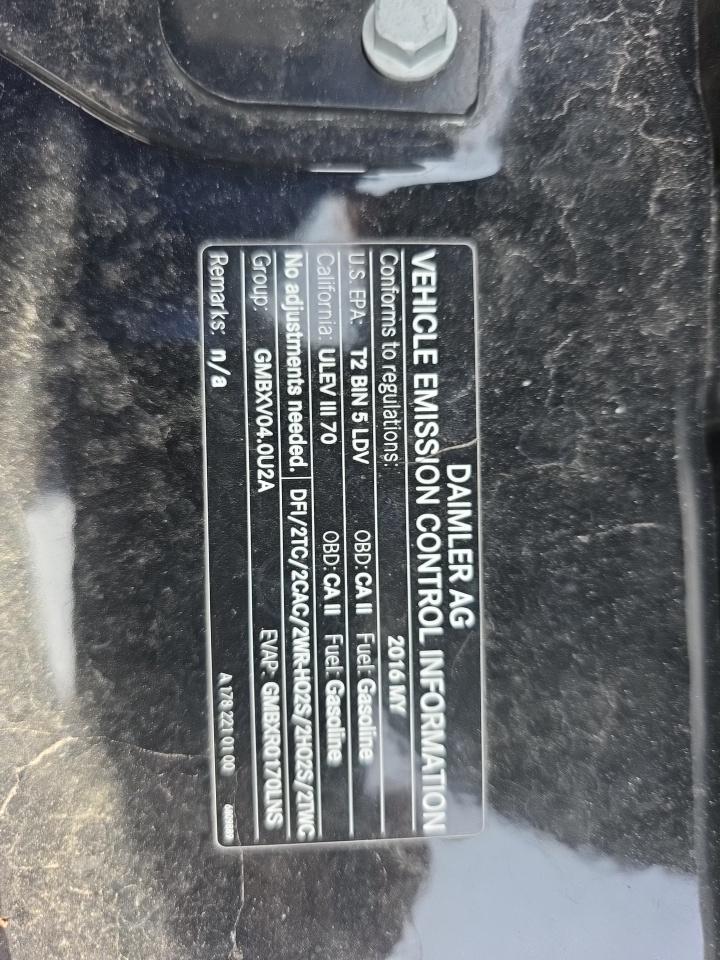 DAIMLER AG
VEHICLE EMISSION CONTROL INFORMATION
Conforms to regulations: 2016 MY
U.S. EPA: T2 BIN 5 LDV OBD: CA II Fuel: Gasoline
California: ULEV III 70 OBD: CA II Fuel: Gasoline
No adjustments needed. DFI/2TC/2CAC/2WR-HO2S/2HO2S/2TWC
Group: GMBXV04.0U2A EVAP: GMBXR0170LNS
Remarks: n/a
A 178 221 01 00